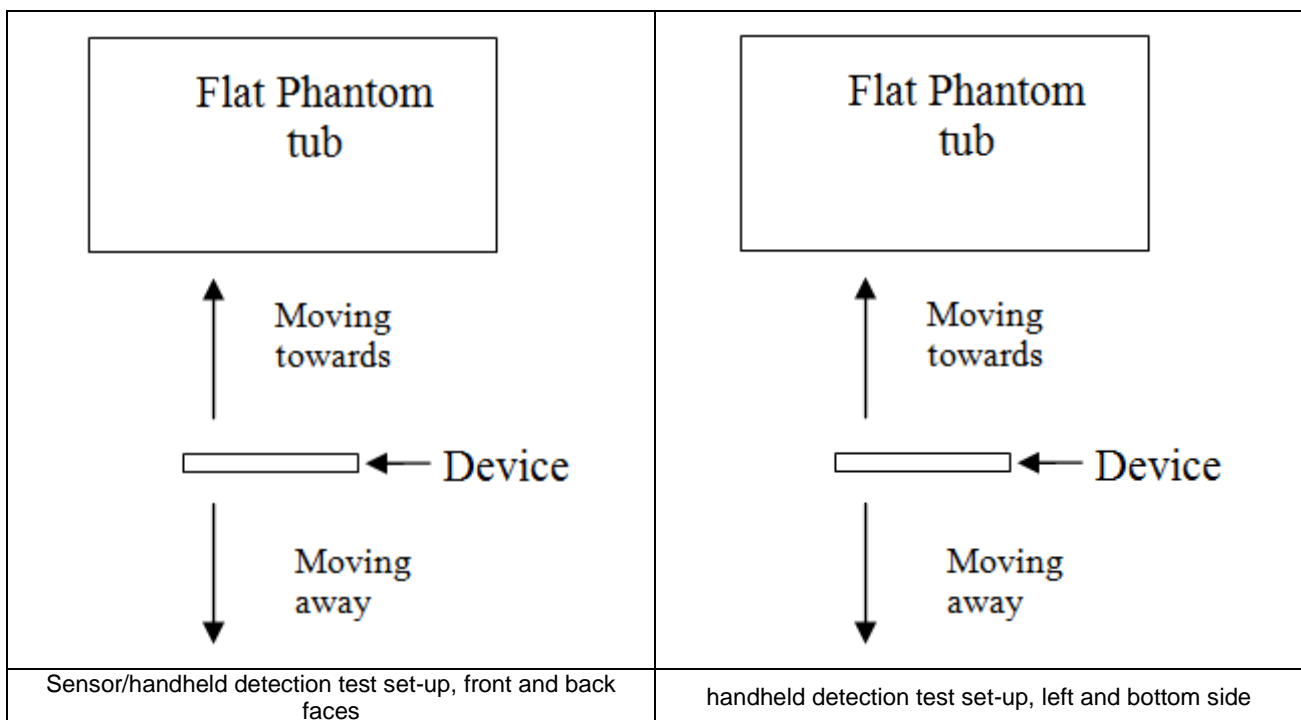 Flat Phantom
tub
Moving
towards
Device
Moving
away
Sensor/handheld detection test set-up, front and back
faces
Flat Phantom
tub
Moving
towards
Device
Moving
away
handheld detection test set-up, left and bottom side